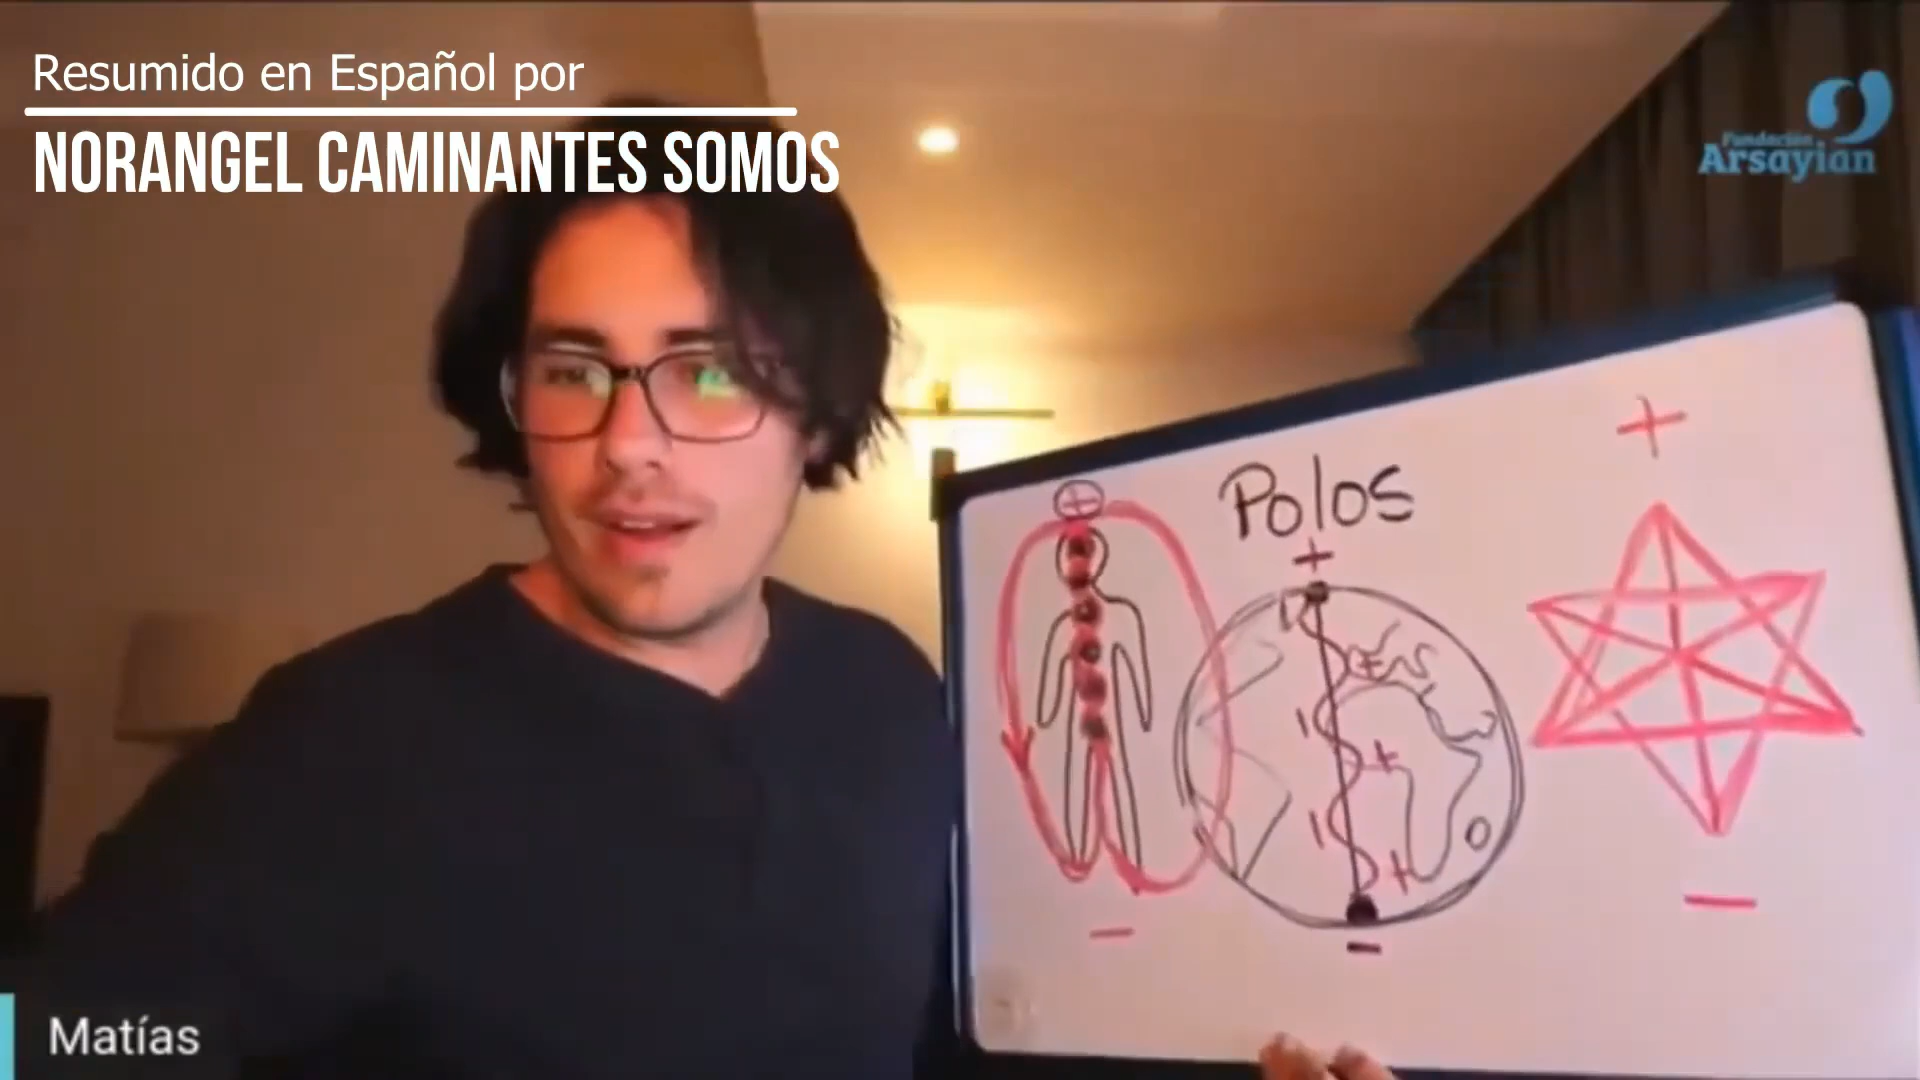 Resumido en Español por
NORANGEL CAMINANTES SOMOS
Fundación
Arsayian
Polos
+
+
+
+
+
+
-
-
-
Matías